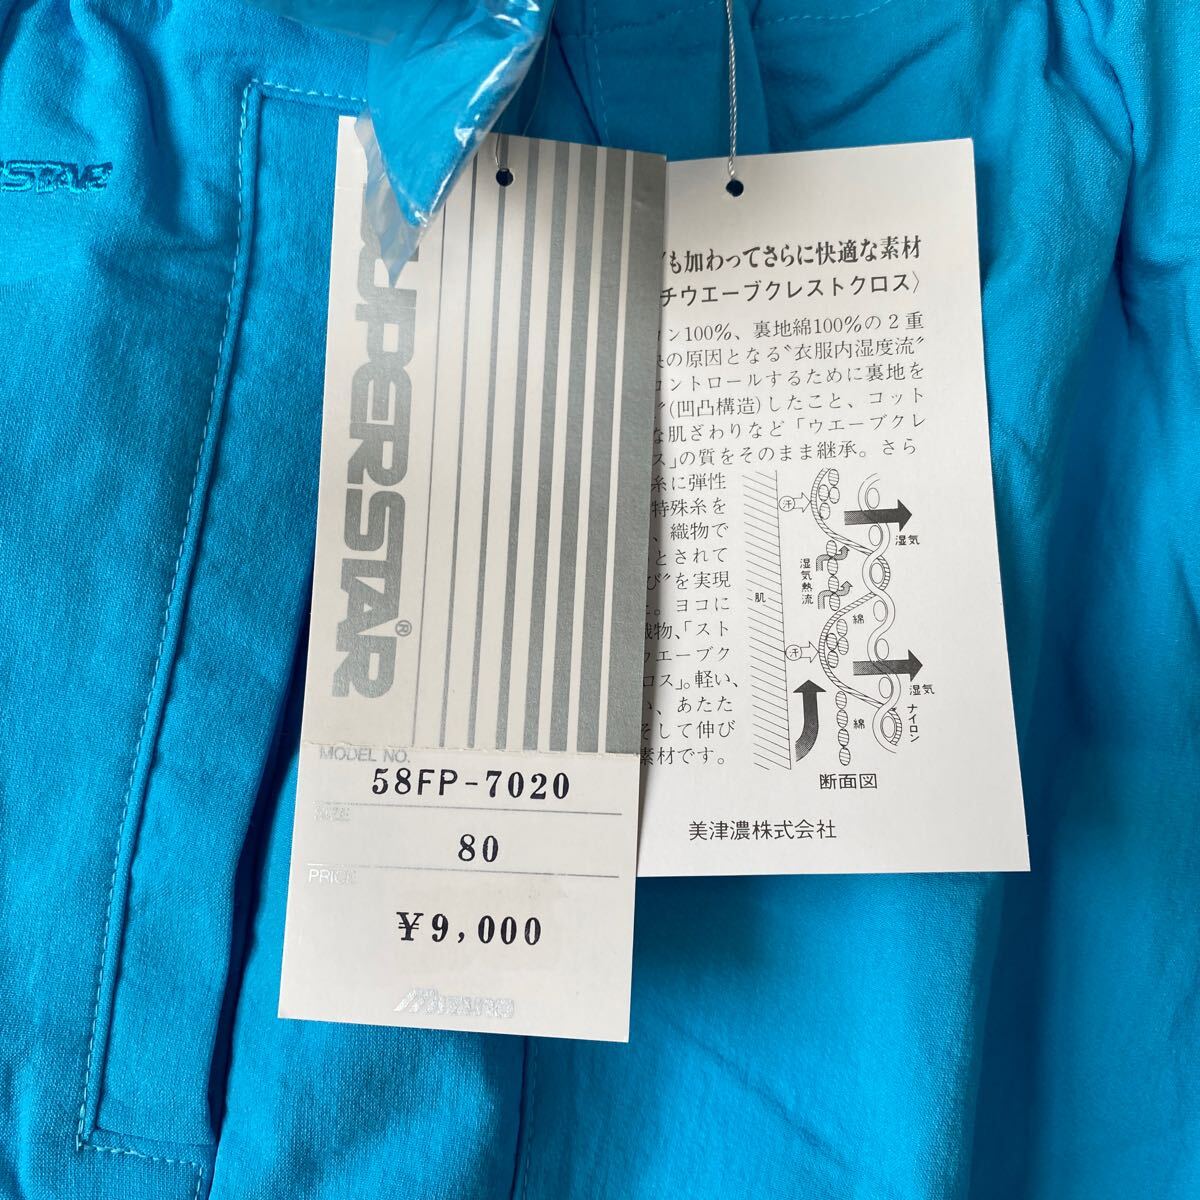 STAR
SUPERSTAR®
MODEL NO.
58FP-7020
SIZE
80
PRICE
¥9,000
Mizuno
も加わってさらに快適な素材
チウエーブクレストクロス〉
ン100%、裏地綿100%の2重
の原因となる〝衣服内湿度流〟
コントロールするために裏地を
〟(凹凸構造)したこと、コット
な肌ざわりなど「ウエーブクレ
ス」の質をそのまま継承。さら
糸に弾性
特殊糸を
、織物で
とされて
び〟を実現
。ヨコに
織物、「スト
ウエーブク
ロス」。軽い、
い、あたた
そして伸び
素材です。
肌
汗
湿気
湿気熱流
綿
汗
湿気
綿
ナイロン
断面図
美津濃株式会社